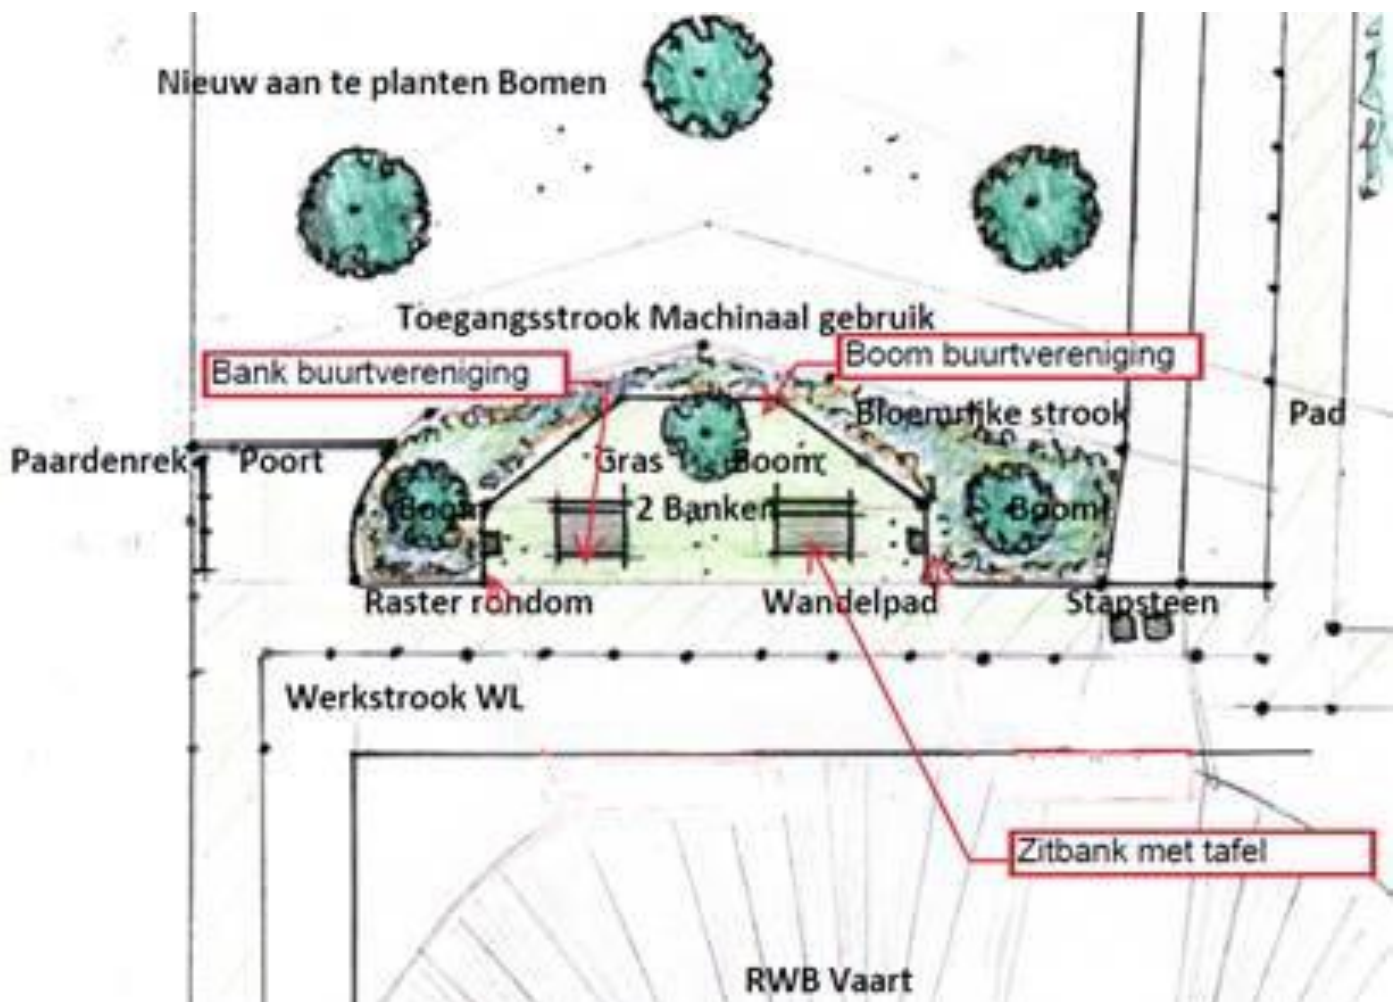 Nieuw aan te planten Bomen
Toegangsstrook Machinaal gebruik
Bank buurtvereniging
Boom buurtvereniging
Bloemrijke strook
Pad
Paardenrek
Poort
Gras
Boom
Boom
2 Banken
Boom
Raster rondom
Wandelpad
Stapsteen
Werkstrook WL
Zitbank met tafel
RWB Vaart